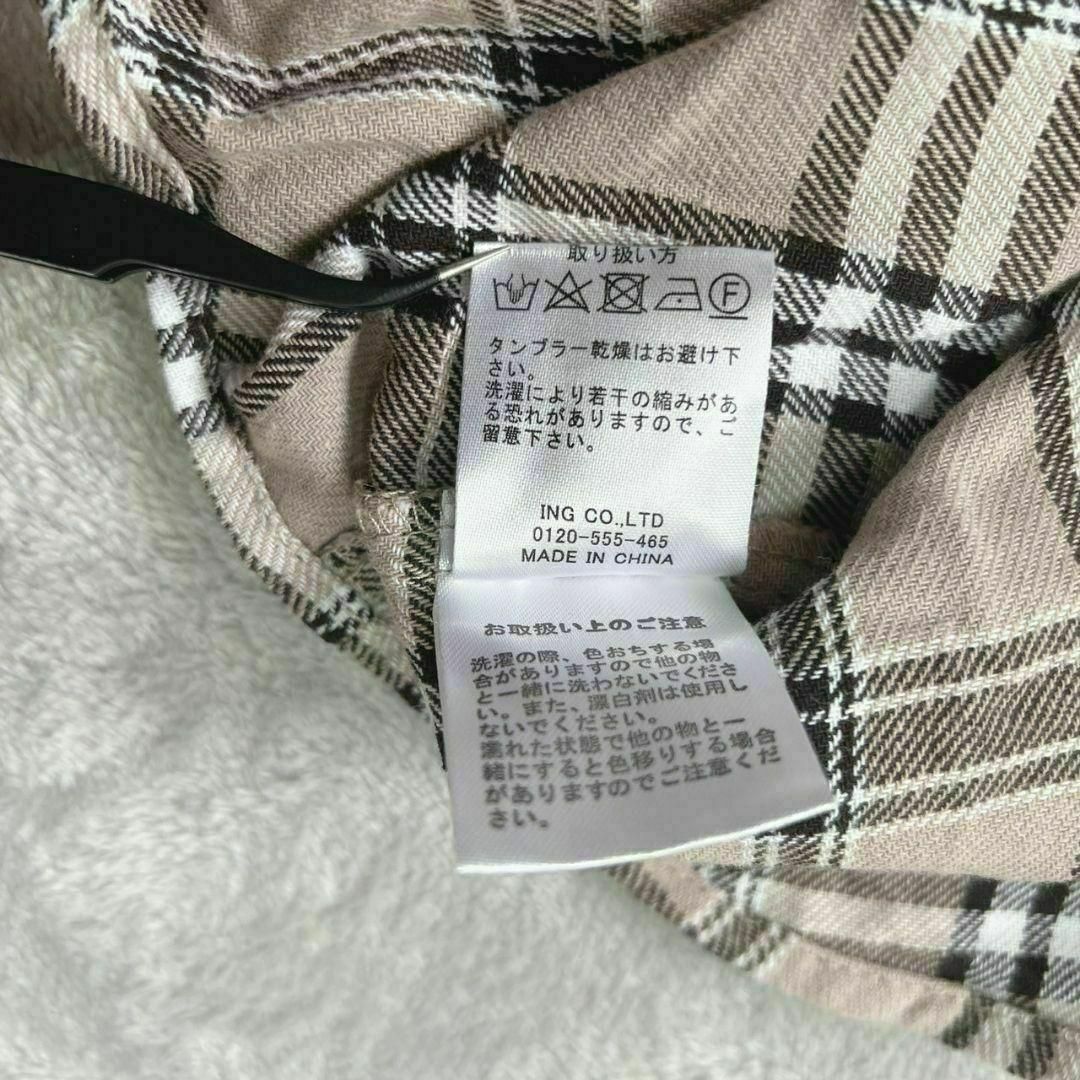 取り扱い方
F
タンブラー乾燥はお避け下
さい。
洗濯により若干の縮みがあ
る恐れがありますので、ご
留意下さい。
ING CO.,LTD
0120-555-465
MADE IN CHINA
お取扱い上のご注意
洗濯の際、色おちする場
合がありますので他の物
と一緒に洗わないでくださ
い。また、漂白剤は使用し
ないでください。
濡れた状態で他の物と一
緒にすると色移りする場合
がありますのでご注意くだ
さい。